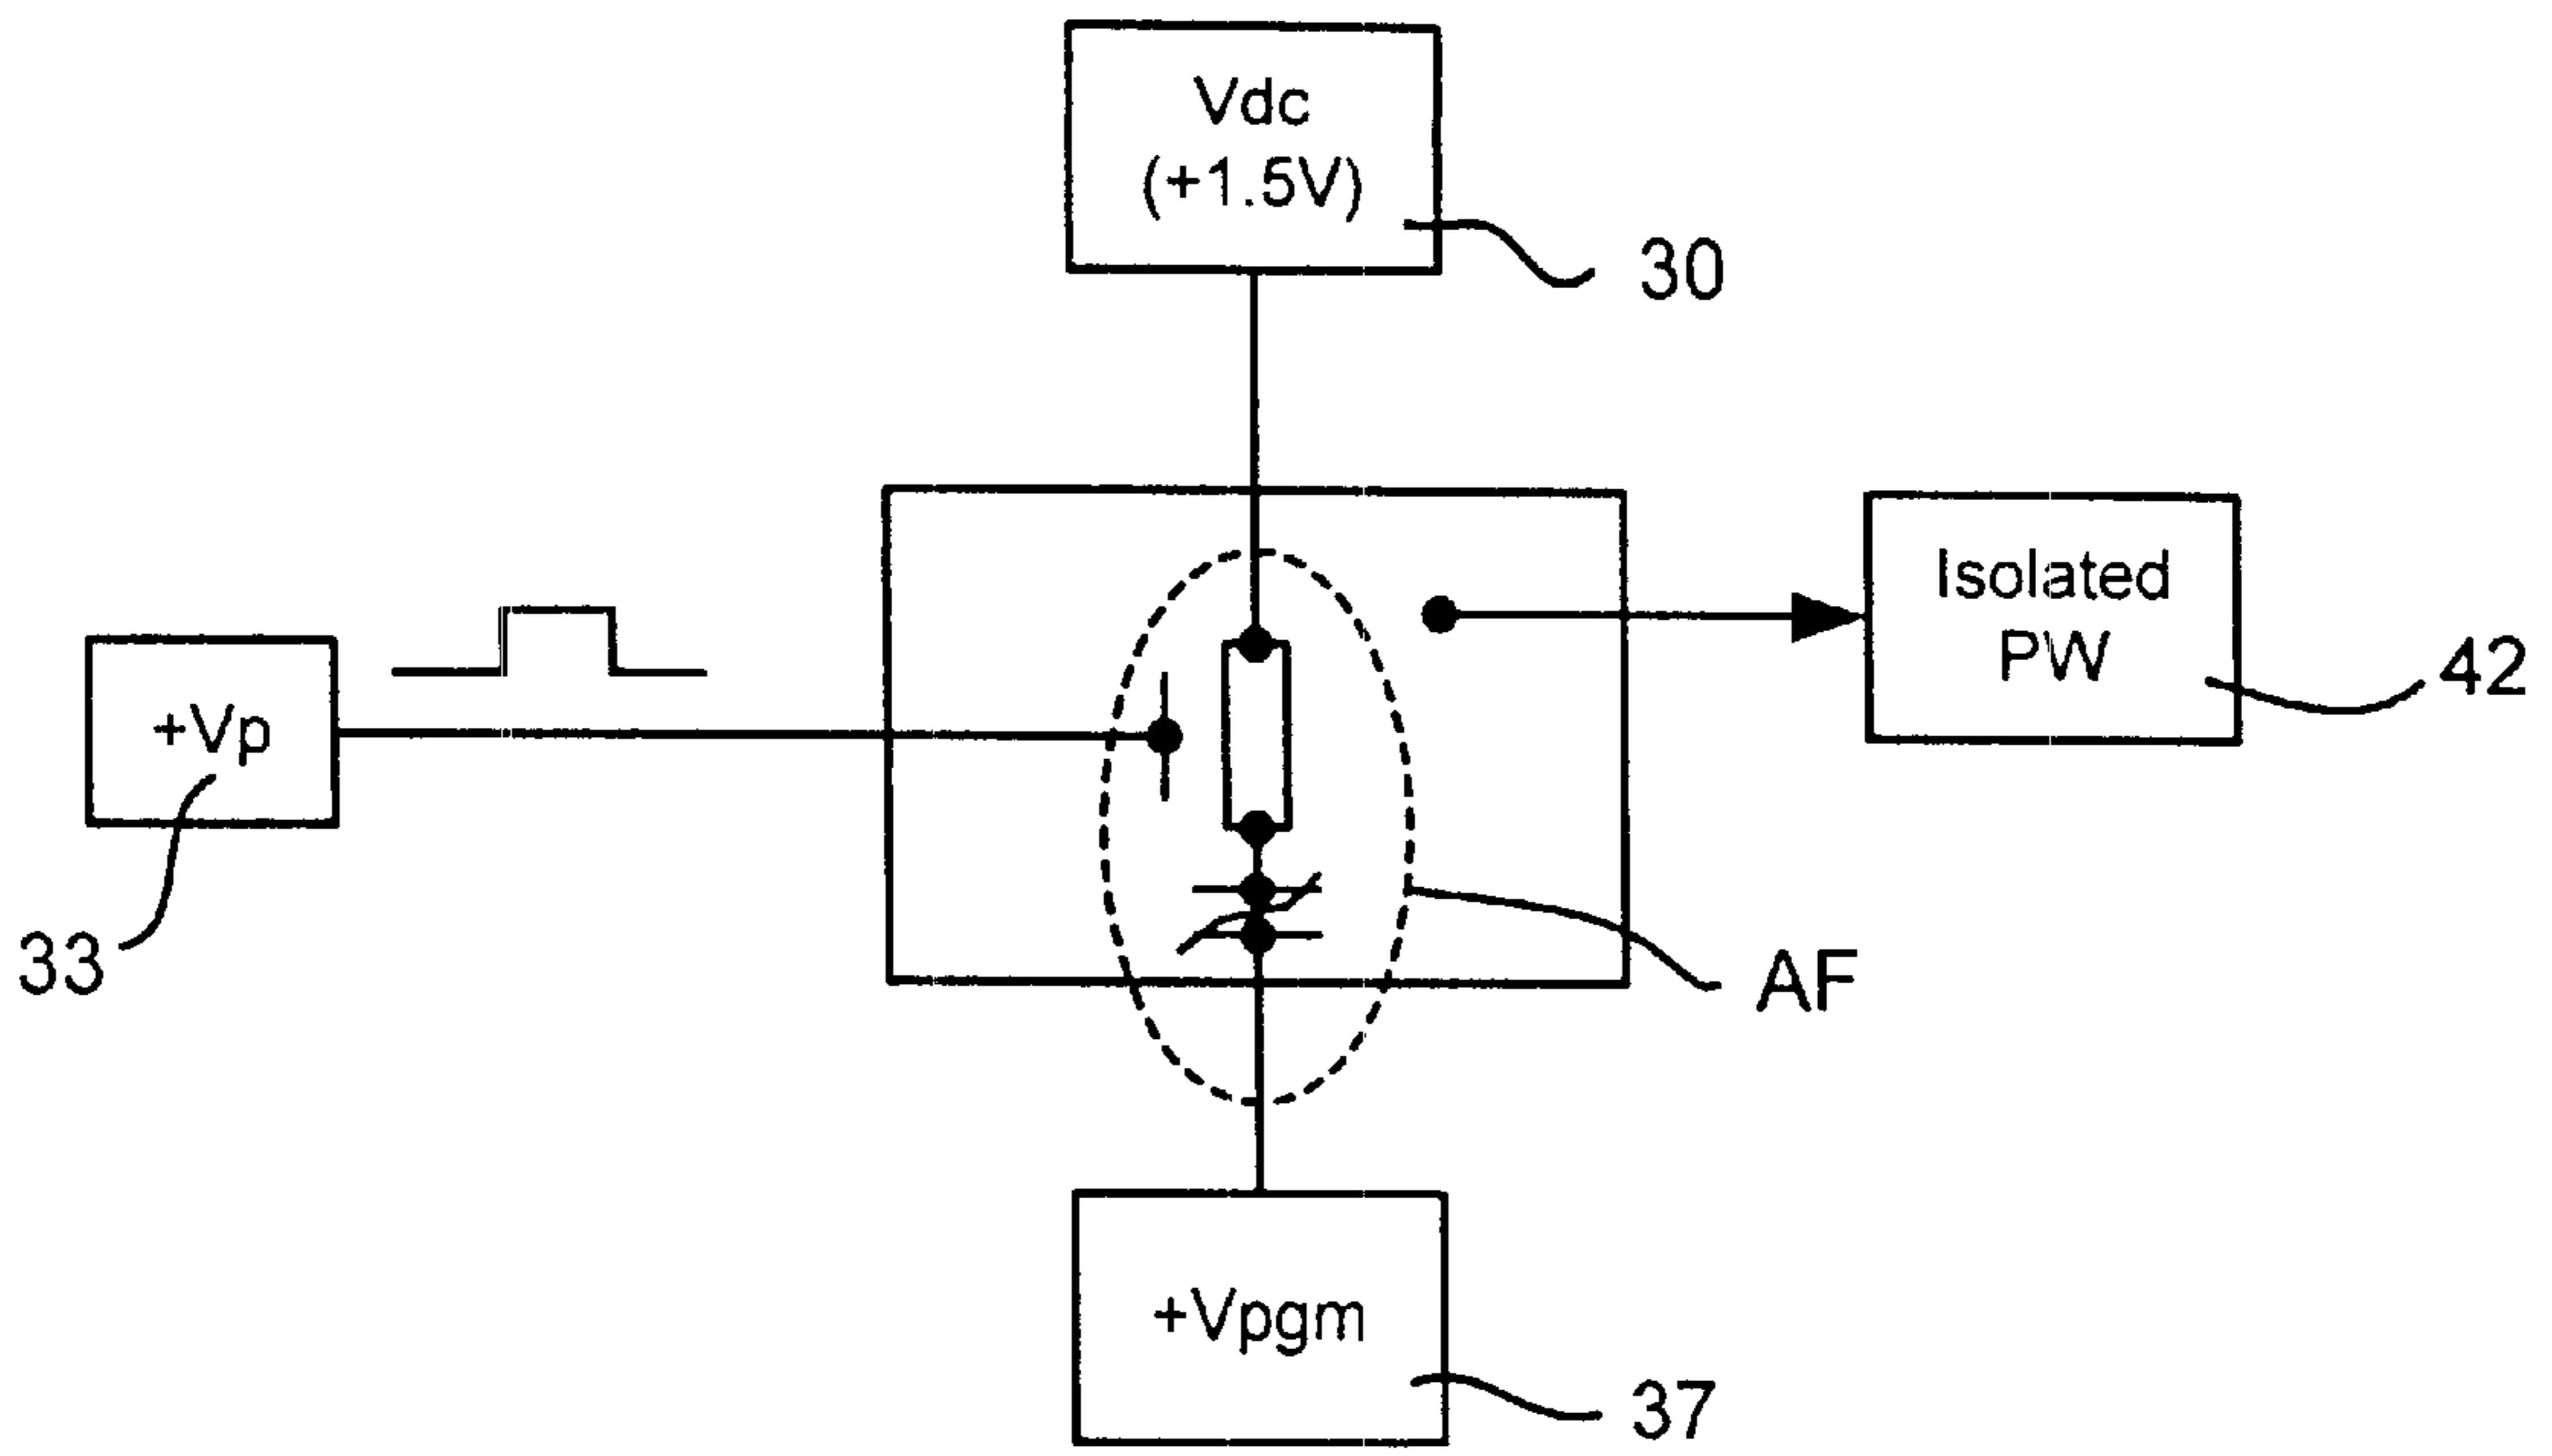 Vdc
(+1.5V)
30
Isolated
PW
42
+Vp
33
AF
+Vpgm
37